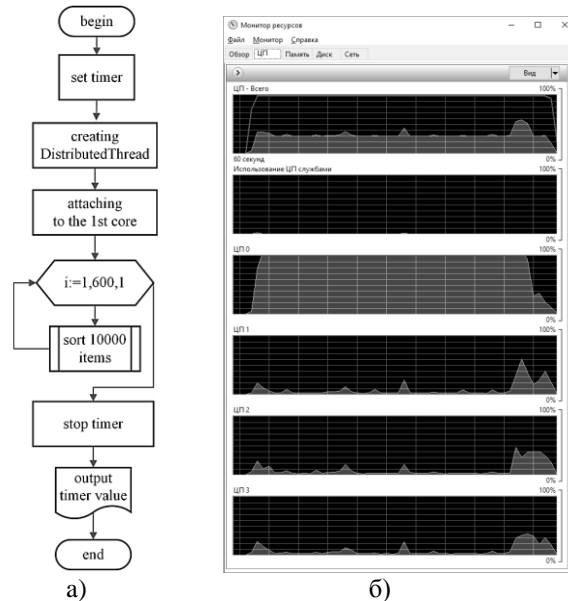 begin
set timer
creating
DistributedThread
attaching
to the 1st core
i:=1,600,1
sort 10000
items
stop timer
output
timer value
end
а)
Монитор ресурсов
Файл Монитор Справка
Обзор ЦП Память Диск Сеть
Вид
ЦП - Всего 100%
60 секунд 0%
Использование ЦП службами 100%
0%
ЦП 0 100%
0%
ЦП 1 100%
0%
ЦП 2 100%
0%
ЦП 3 100%
0%
б)